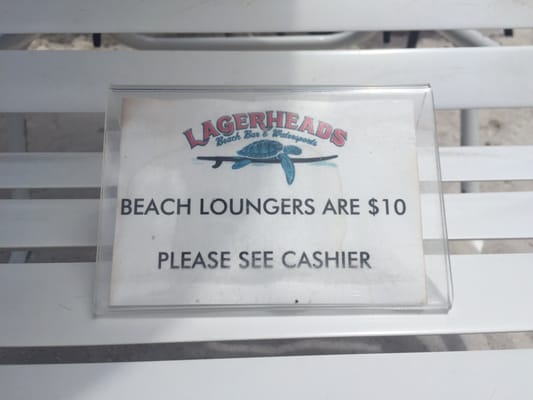 LAGERHEADS
Beach Bar & Watersports
BEACH LOUNGERS ARE $10
PLEASE SEE CASHIER